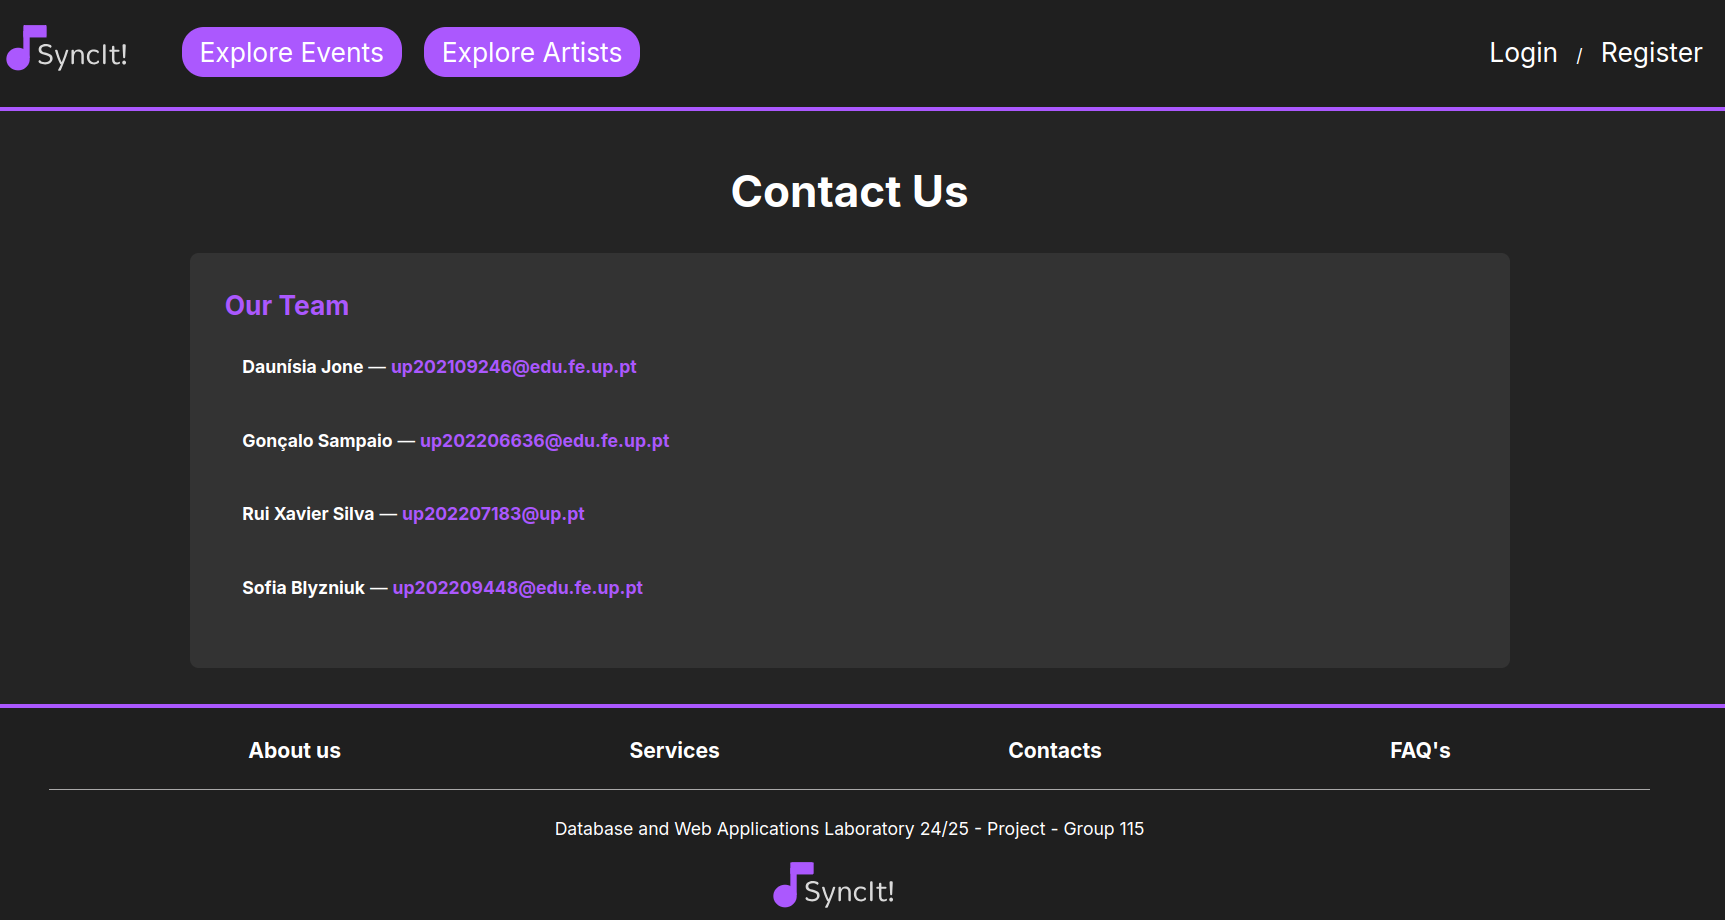 SyncIt!
Explore Events
Explore Artists
Login / Register
Contact Us
Our Team
Daunísia Jone — up202109246@edu.fe.up.pt
Gonçalo Sampaio — up202206636@edu.fe.up.pt
Rui Xavier Silva — up202207183@up.pt
Sofia Blyzniuk — up202209448@edu.fe.up.pt
About us
Services
Contacts
FAQ's
Database and Web Applications Laboratory 24/25 - Project - Group 115
SyncIt!